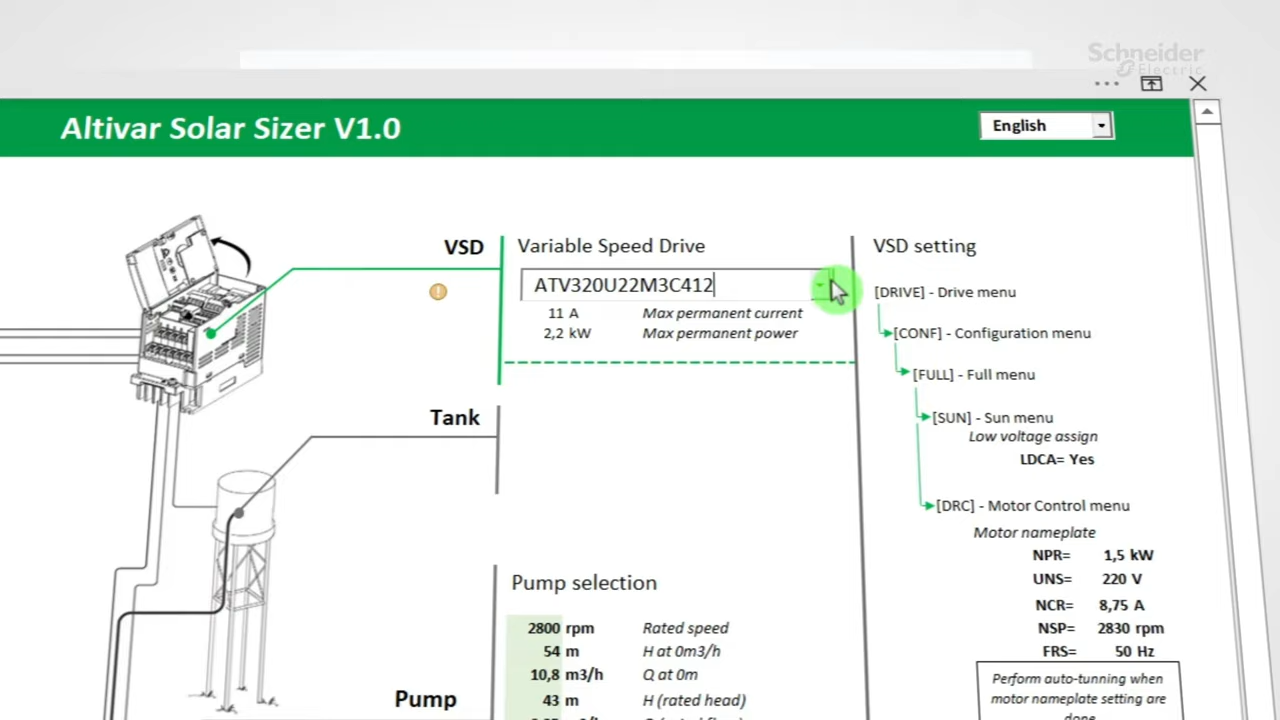 Schneider
Electric
Altivar Solar Sizer V1.0
English
VSD
Variable Speed Drive
ATV320U22M3C412
11 A Max permanent current
2,2 kW Max permanent power
VSD setting
[DRIVE] - Drive menu
[CONF] - Configuration menu
[FULL] - Full menu
[SUN] - Sun menu
Low voltage assign
LDCA= Yes
[DRC] - Motor Control menu
Motor nameplate
NPR= 1,5 kW
UNS= 220 V
NCR= 8,75 A
NSP= 2830 rpm
FRS= 50 Hz
Perform auto-tunning when
motor nameplate setting are
done
Tank
Pump selection
2800 rpm Rated speed
54 m H at 0m3/h
10,8 m3/h Q at 0m
43 m H (rated head)
Pump